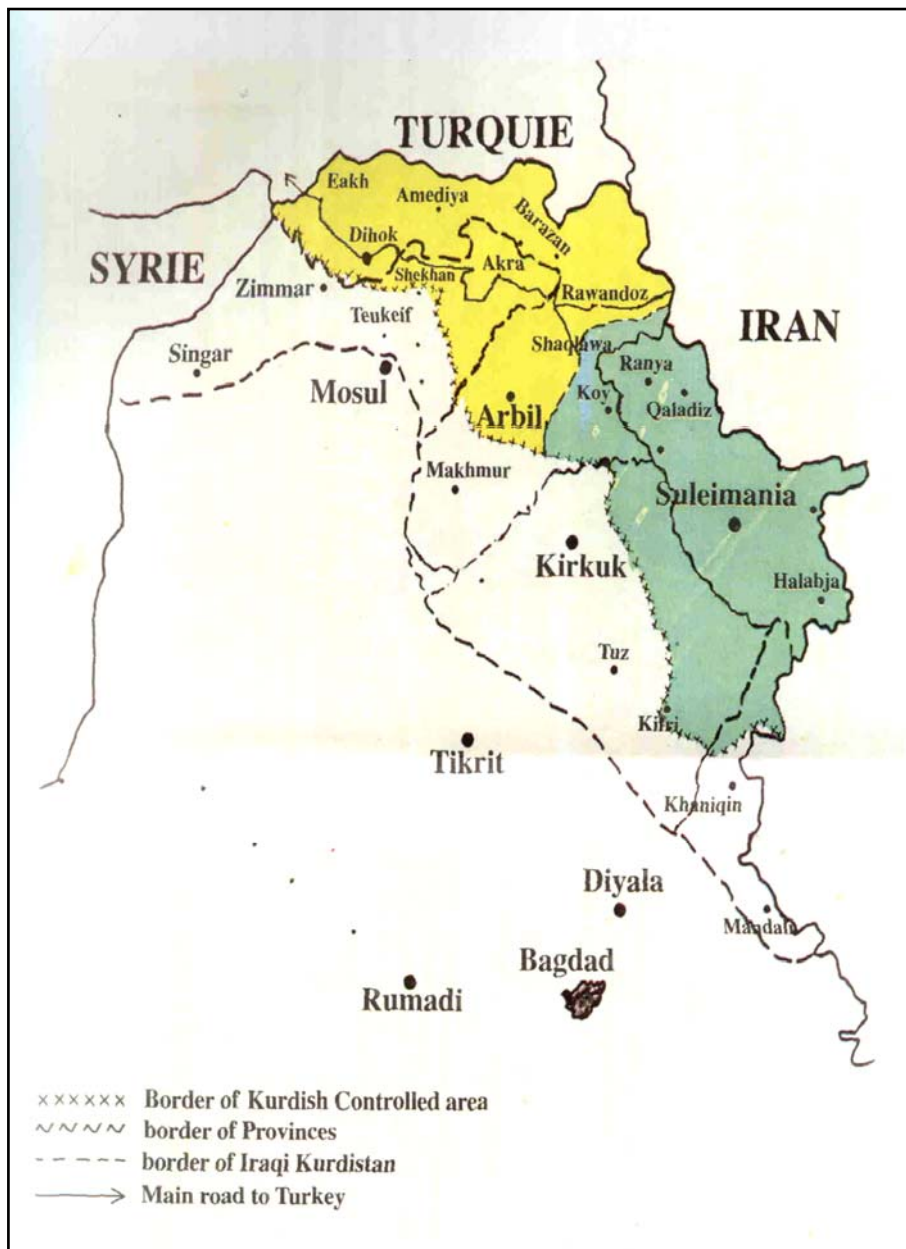 TURQUIE
Eakh
Amediya
Barazan
Dihok
SYRIE
Shekhan
Akra
Zimmar
Rawandoz
Teukeif
IRAN
Singar
Shaqlawa
Ranya
Mosul
Koy
Qaladiz
Arbil
Makhmur
Suleimania
Kirkuk
Halabja
Tuz
Kifri
Tikrit
Khaniqin
Diyala
Mandali
Bagdad
Rumadi
Border of Kurdish Controlled area
border of Provinces
border of Iraqi Kurdistan
Main road to Turkey